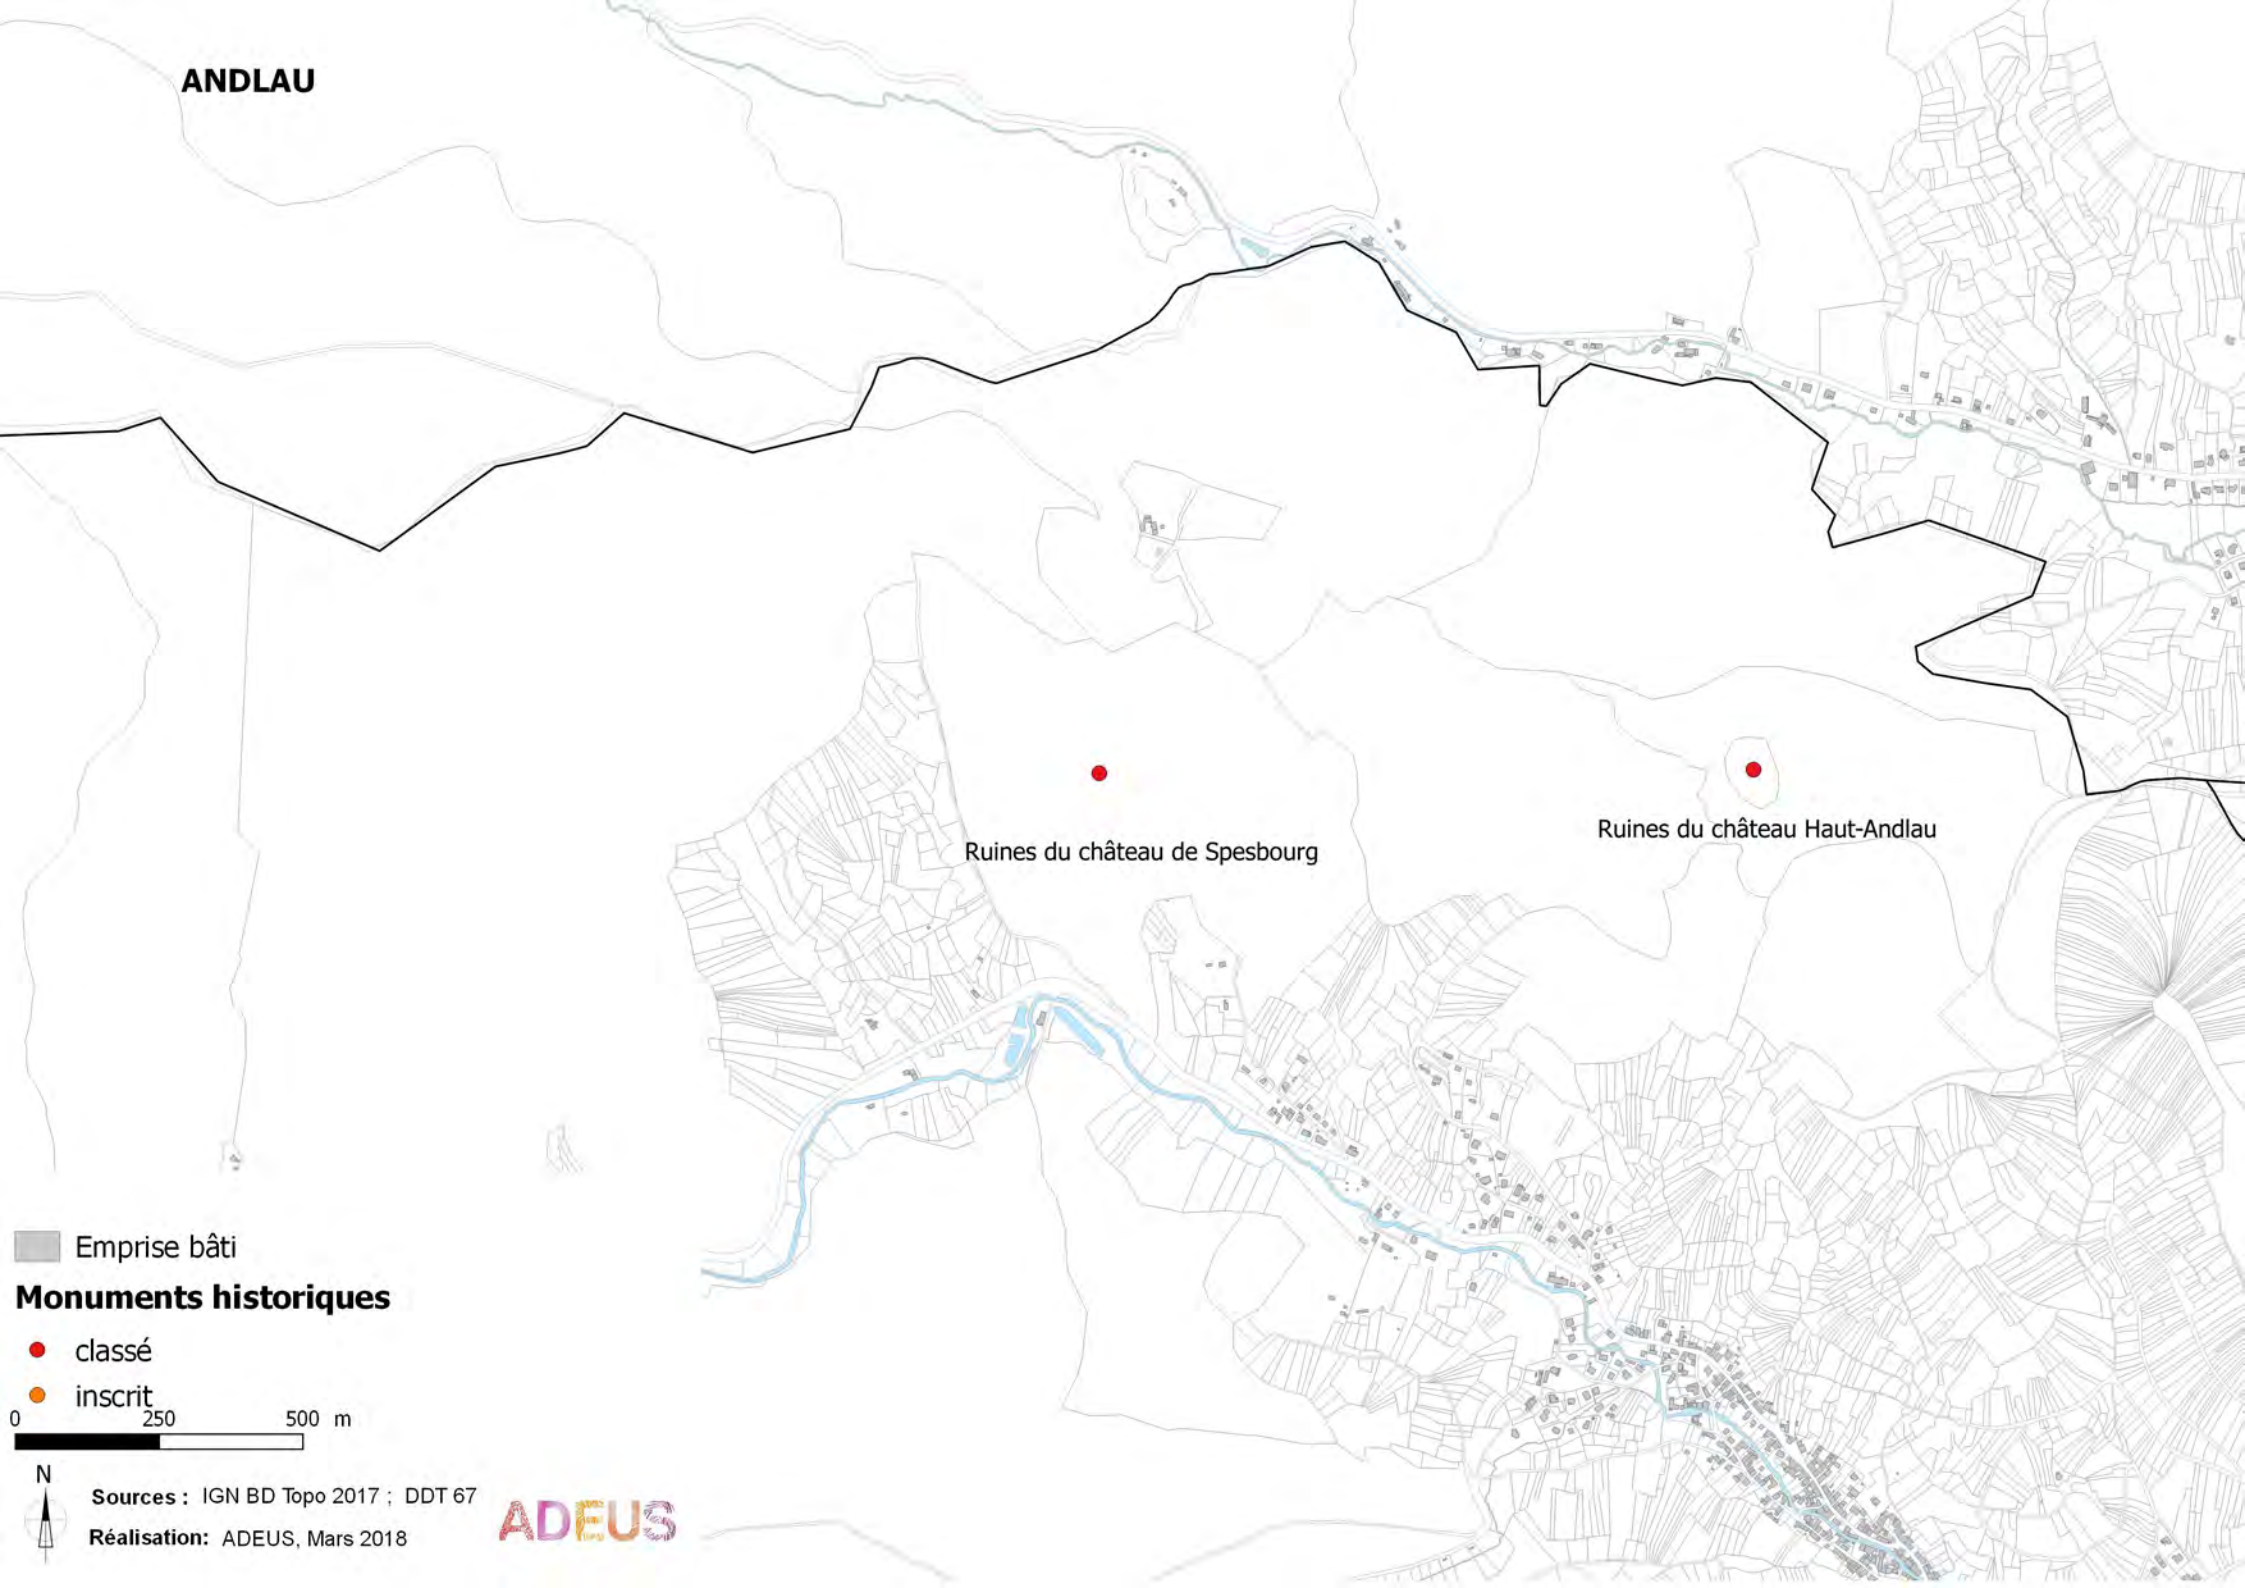 ANDLAU
Ruines du château Haut-Andlau
Ruines du château de Spesbourg
Emprise bâti
Monuments historiques
classé
inscrit
0 250 500 m
N
Sources : IGN BD Topo 2017 ; DDT 67
Réalisation: ADEUS, Mars 2018
ADEUS